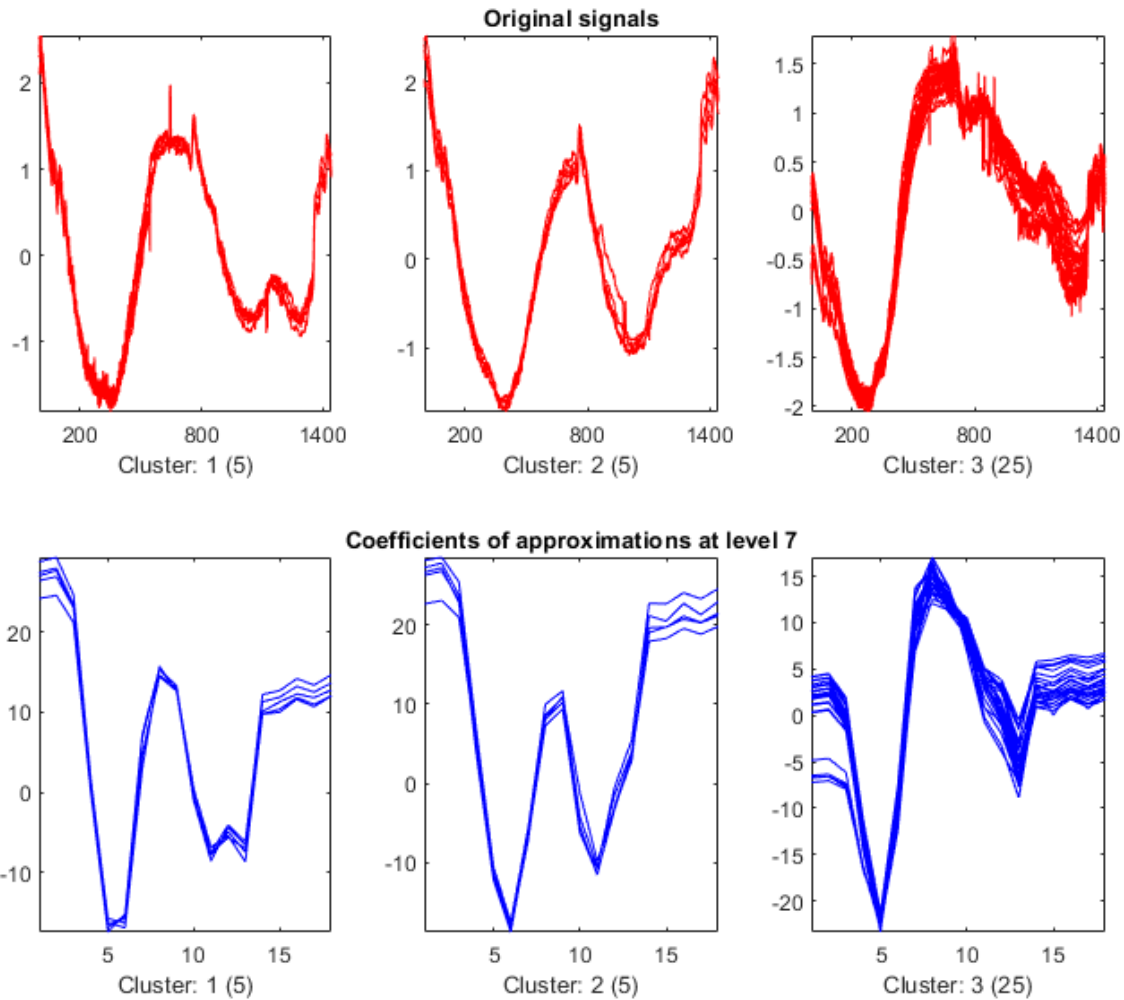 Original signals
2
1
0
-1
200 800 1400
Cluster: 1 (5)
2
1
0
-1
200 800 1400
Cluster: 2 (5)
1.5
1
0.5
0
-0.5
-1
-1.5
-2
200 800 1400
Cluster: 3 (25)
Coefficients of approximations at level 7
20
10
0
-10
5 10 15
Cluster: 1 (5)
20
10
0
-10
5 10 15
Cluster: 2 (5)
15
10
5
0
-5
-10
-15
-20
5 10 15
Cluster: 3 (25)